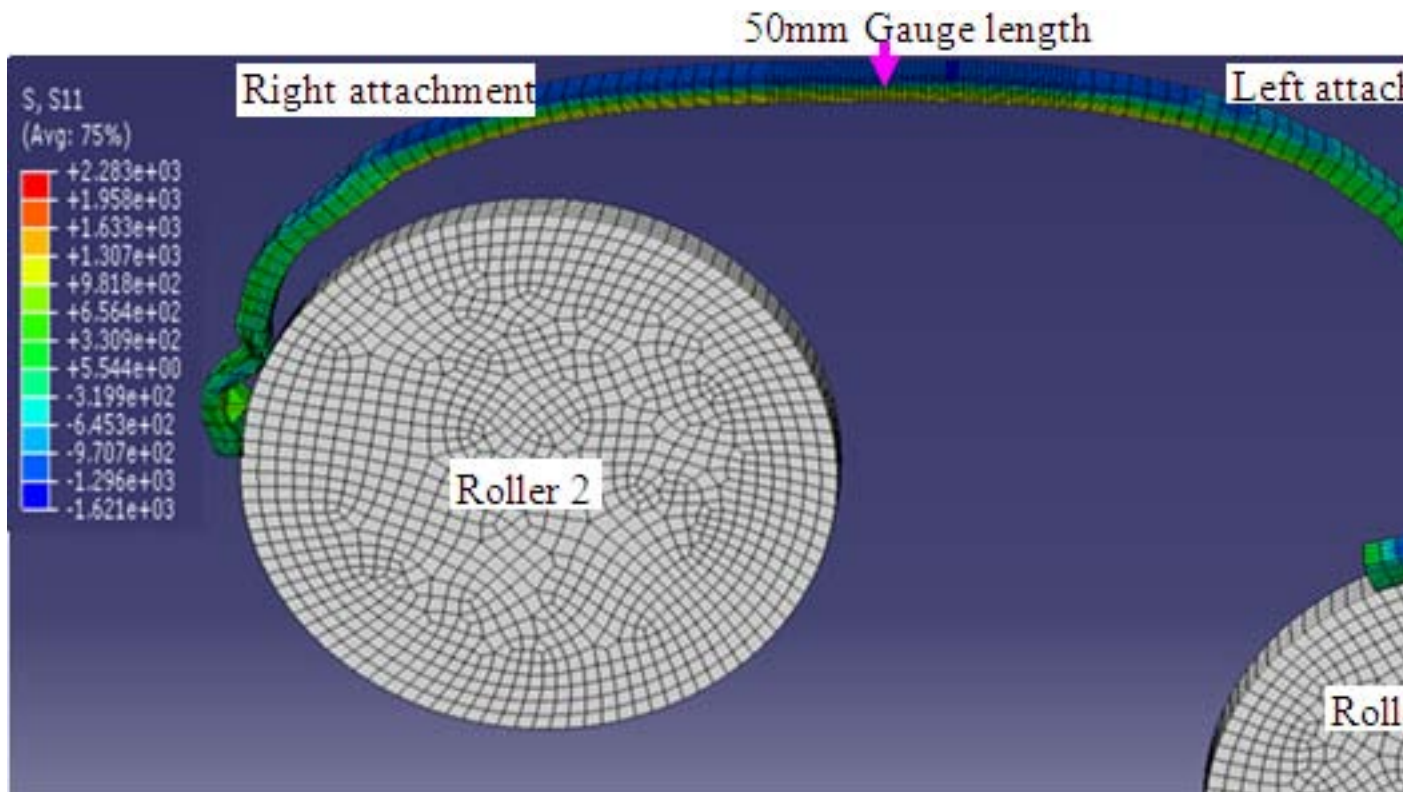 50mm Gauge length
Right attachment
Left attach
S, S11
(Avg: 75%)
+2.283e+03
+1.958e+03
+1.633e+03
+1.307e+03
+9.818e+02
+6.564e+02
+3.309e+02
+5.544e+00
-3.199e+02
-6.453e+02
-9.707e+02
-1.296e+03
-1.621e+03
Roller 2
Roll